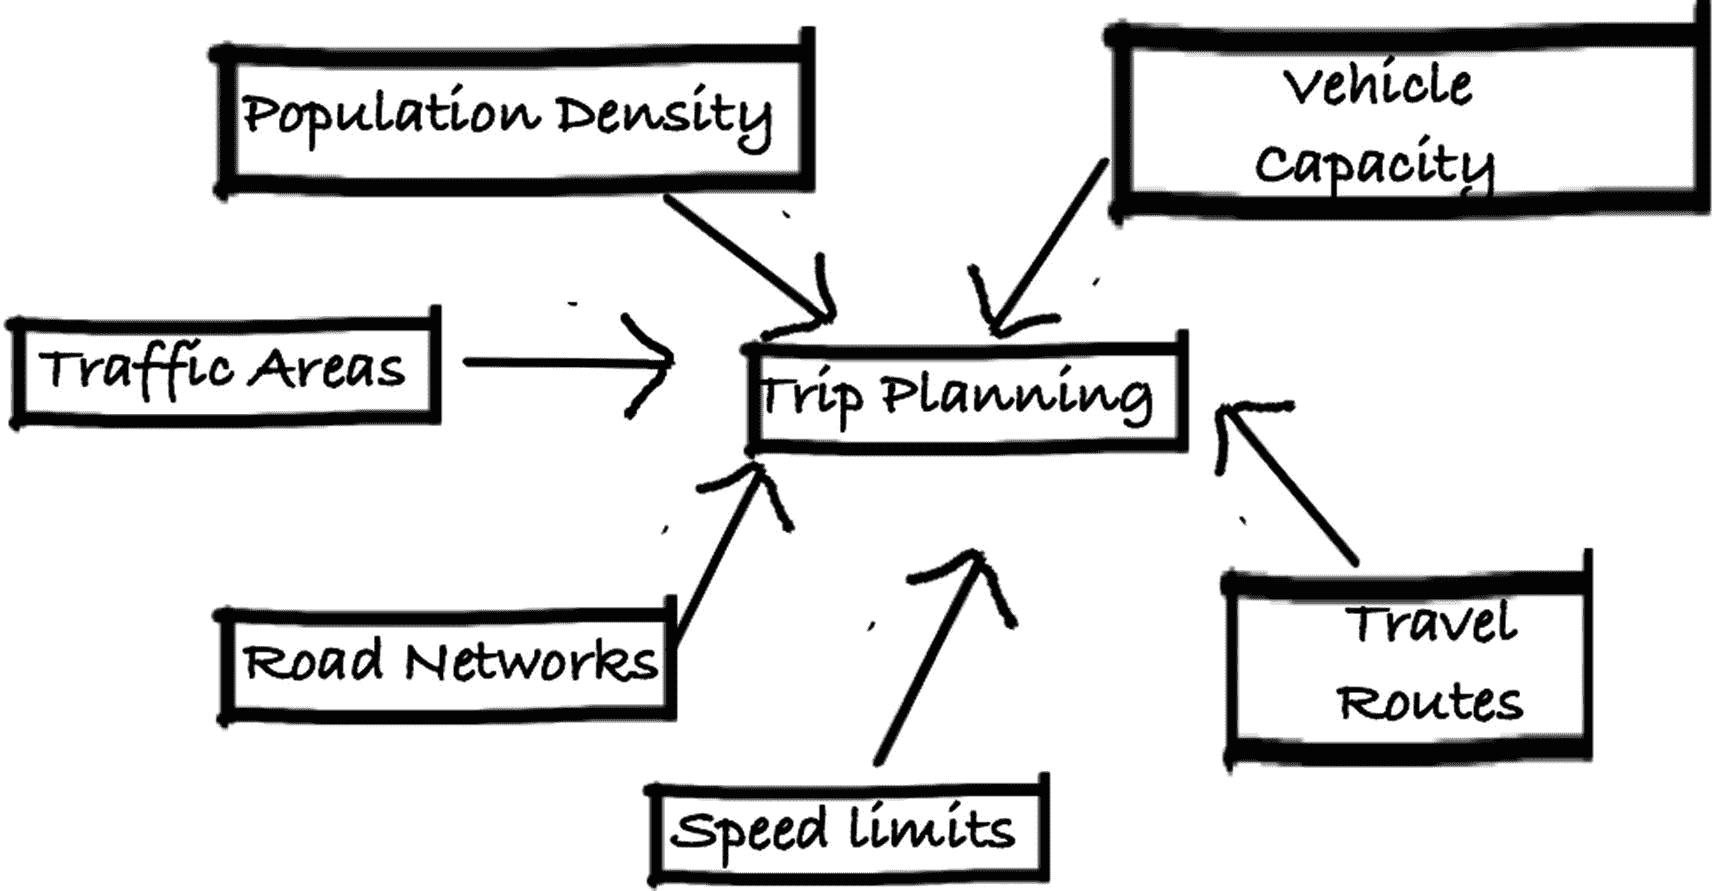 Population Density
Vehicle
Capacity
Traffic Areas
Trip Planning
Road Networks
Travel
Routes
Speed limits